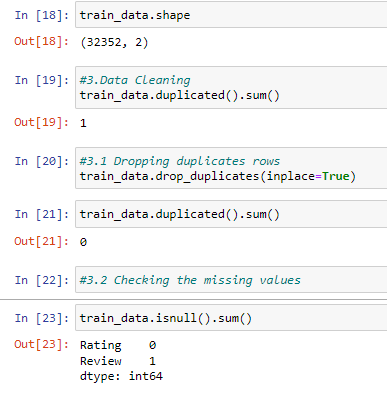 In [18]: train_data.shape
Out[18]: (32352, 2)
In [19]: #3.Data Cleaning
train_data.duplicated().sum()
Out[19]: 1
In [20]: #3.1 Dropping duplicates rows
train_data.drop_duplicates(inplace=True)
In [21]: train_data.duplicated().sum()
Out[21]: 0
In [22]: #3.2 Checking the missing values
In [23]: train_data.isnull().sum()
Out[23]: Rating    0
Review    1
dtype: int64